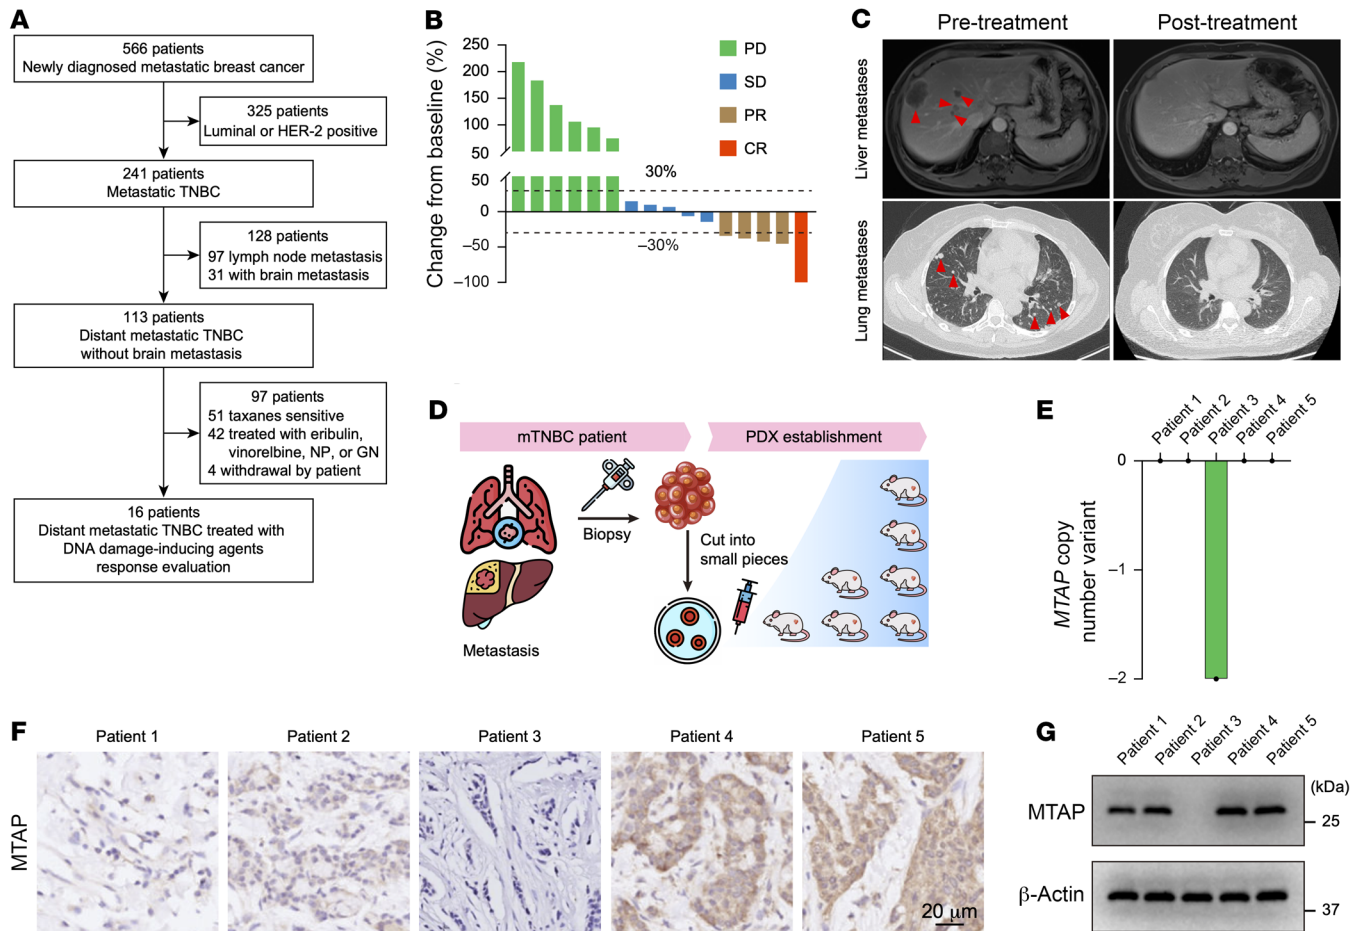 A
566 patients
Newly diagnosed metastatic breast cancer
325 patients
Luminal or HER-2 positive
241 patients
Metastatic TNBC
128 patients
97 lymph node metastasis
31 with brain metastasis
113 patients
Distant metastatic TNBC
without brain metastasis
97 patients
51 taxanes sensitive
42 treated with eribulin,
vinorelbine, NP, or GN
4 withdrawal by patient
16 patients
Distant metastatic TNBC treated with
DNA damage-inducing agents
response evaluation
B
Change from baseline (%)
250
200
150
100
50
50
0
−50
−100
30%
−30%
PD
SD
PR
CR
C
Pre-treatment
Post-treatment
Liver metastases
Lung metastases
D
mTNBC patient
PDX establishment
Biopsy
Cut into
small pieces
Metastasis
E
Patient 1
Patient 2
Patient 3
Patient 4
Patient 5
MTAP copy
number variant
0
−1
−2
F
Patient 1
Patient 2
Patient 3
Patient 4
Patient 5
MTAP
20 μm
G
Patient 1
Patient 2
Patient 3
Patient 4
Patient 5
(kDa)
MTAP
25
β-Actin
37